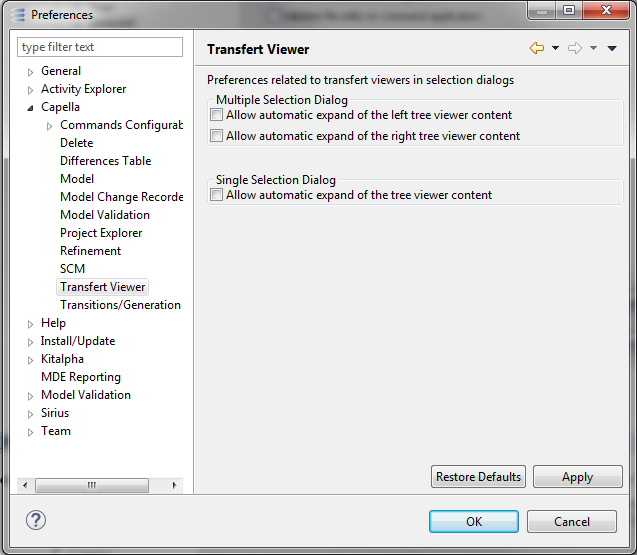 Preferences
type filter text
General
Activity Explorer
Capella
Commands Configurab
Delete
Differences Table
Model
Model Change Recorde
Model Validation
Project Explorer
Refinement
SCM
Transfert Viewer
Transitions/Generation
Help
Install/Update
Kitalpha
MDE Reporting
Model Validation
Sirius
Team
Transfert Viewer
Preferences related to transfert viewers in selection dialogs
Multiple Selection Dialog
Allow automatic expand of the left tree viewer content
Allow automatic expand of the right tree viewer content
Single Selection Dialog
Allow automatic expand of the tree viewer content
Restore Defaults
Apply
?
OK
Cancel